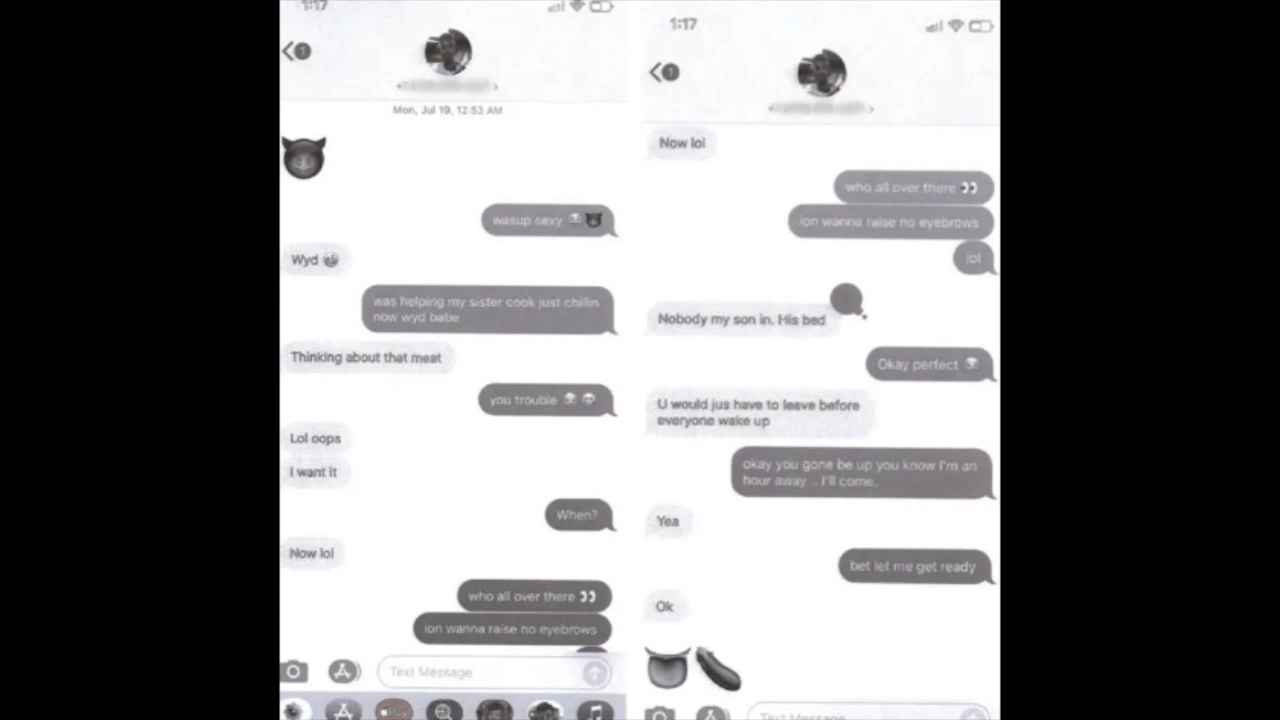 1:17
1
Mon, Jul 19, 12:53 AM
wasup sexy
Wyd
was helping my sister cook just chillin
now wyd babe
Thinking about that meat
you trouble
Lol oops
I want it
When?
Now lol
who all over there 👀
ion wanna raise no eyebrows
Text Message
1:17
1
Now lol
who all over there 👀
ion wanna raise no eyebrows
lol
Nobody my son in. His bed
Okay perfect
U would jus have to leave before
everyone wake up
okay you gone be up you know I'm an
hour away .. I'll come.
Yea
bet let me get ready
Ok
Text Message